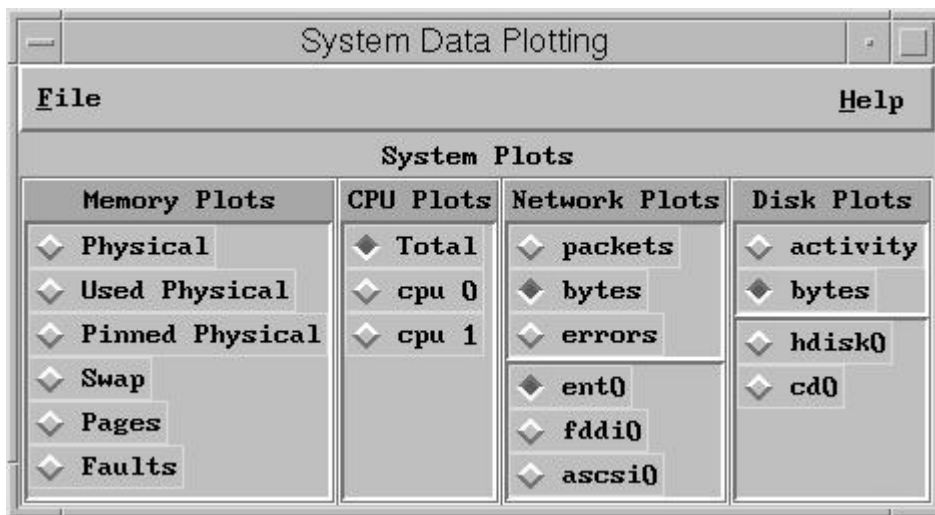 System Data Plotting
File Help
System Plots
Memory Plots CPU Plots Network Plots Disk Plots
Physical Total packets activity
Used Physical cpu 0 bytes bytes
Pinned Physical cpu 1 errors hdisk0
Swap ent0 cd0
Pages fddi0
Faults ascsi0